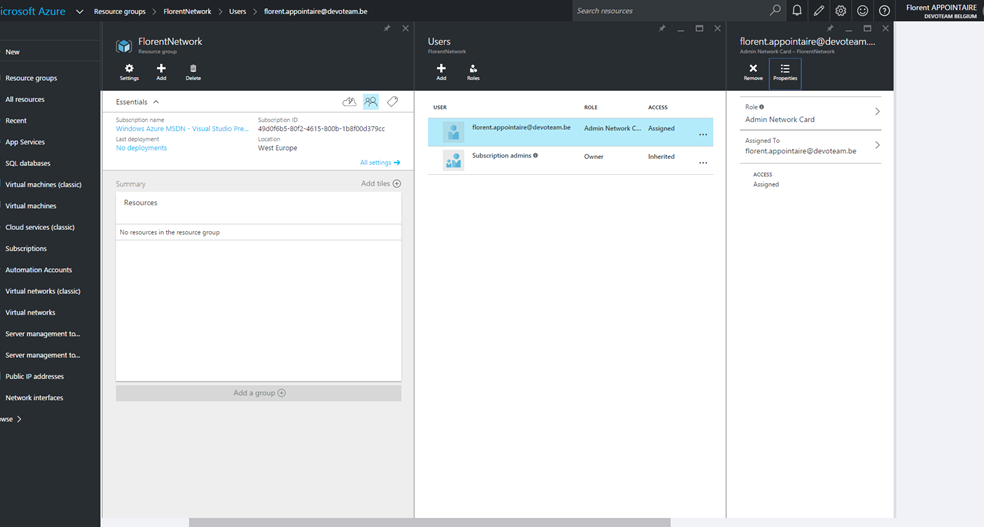 icrosoft Azure
Resource groups > FlorentNetwork > Users > florent.appointaire@devoteam.be
Search resources
Florent APPOINTAIRE
DEVOTEAM BELGIUM
New
Resource groups
All resources
Recent
App Services
SQL databases
Virtual machines (classic)
Virtual machines
Cloud services (classic)
Subscriptions
Automation Accounts
Virtual networks (classic)
Virtual networks
Server management to...
Server management to...
Public IP addresses
Network interfaces
owse >
FlorentNetwork
Resource group
Settings Add Delete
Essentials
Subscription name Subscription ID
Windows Azure MSDN - Visual Studio Pre... 49d0f6b5-80f2-4615-800b-1b8f00d379cc
Last deployment Location
No deployments West Europe
All settings →
Summary Add tiles
Resources
No resources in the resource group
Add a group
Users
FlorentNetwork
Add Roles
USER ROLE ACCESS
florent.appointaire@devoteam.be Admin Network C... Assigned ...
Subscription admins Owner Inherited ...
florent.appointaire@devoteam....
Admin Network Card – FlorentNetwork
Remove Properties
Role
Admin Network Card
Assigned To
florent.appointaire@devoteam.be
ACCESS
Assigned